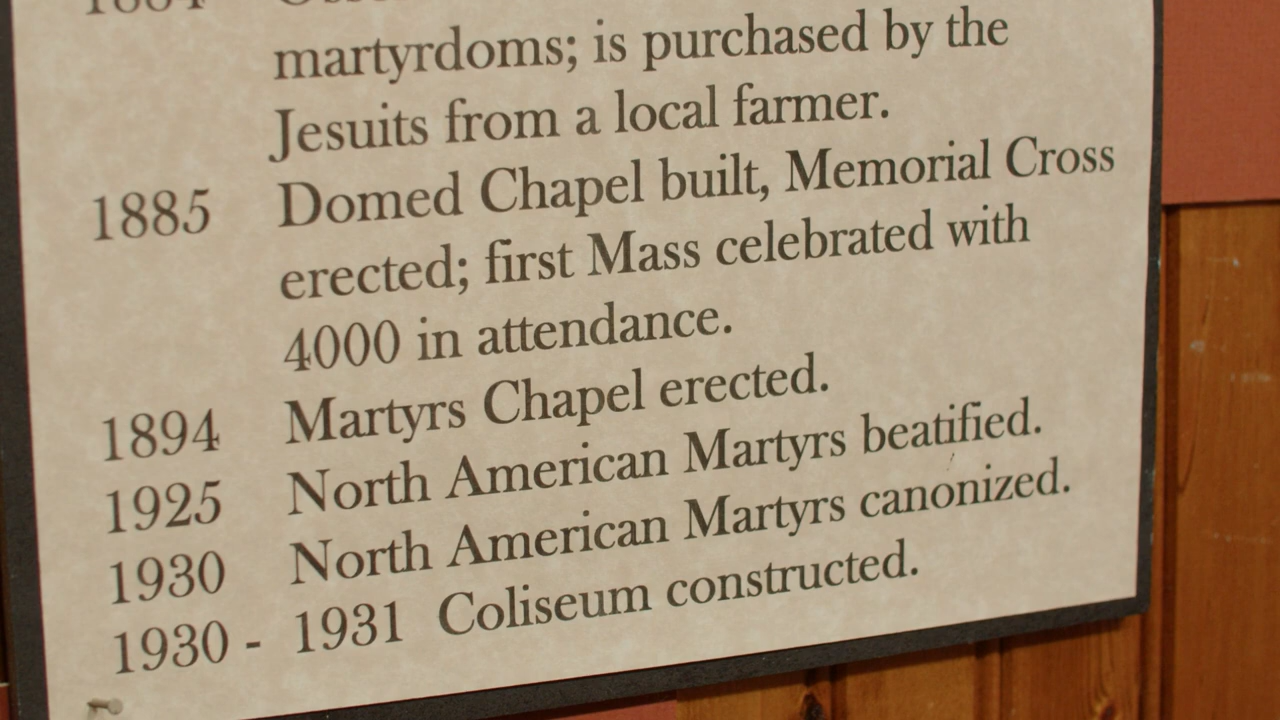 martyrdoms; is purchased by the
Jesuits from a local farmer.
1885 Domed Chapel built, Memorial Cross
erected; first Mass celebrated with
4000 in attendance.
1894 Martyrs Chapel erected.
1925 North American Martyrs beatified.
1930 North American Martyrs canonized.
1930 - 1931 Coliseum constructed.